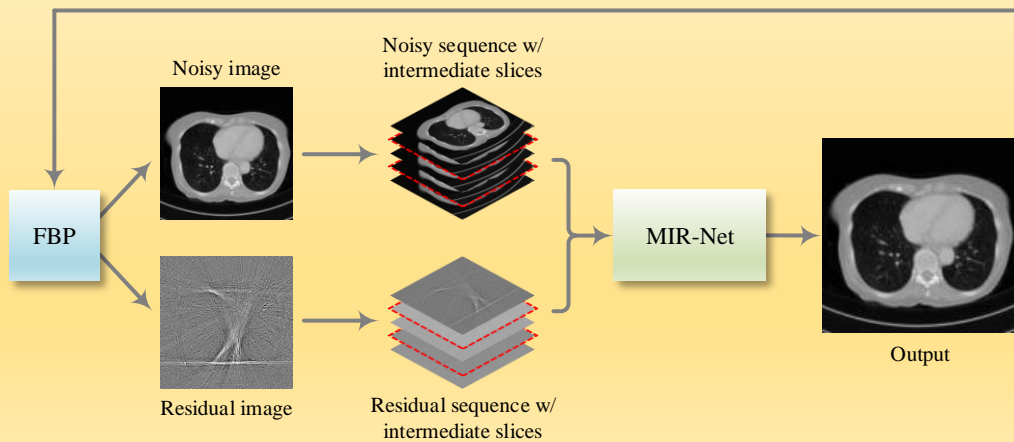 Noisy image
Noisy sequence w/
intermediate slices
FBP
MIR-Net
Residual image
Residual sequence w/
intermediate slices
Output